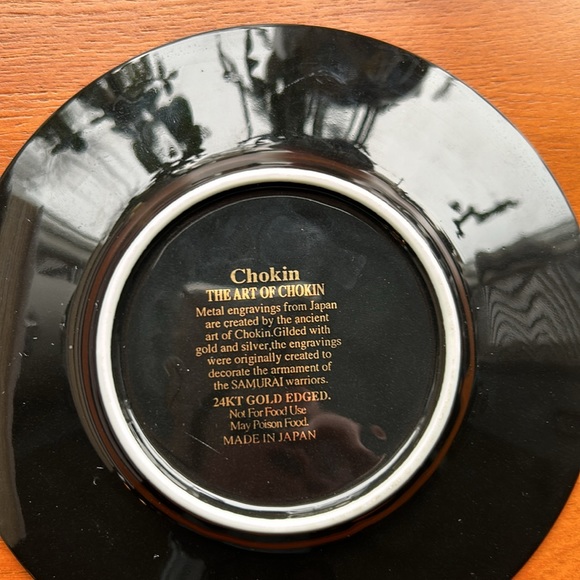 Chokin
THE ART OF CHOKIN
Metal engravings from Japan
are created by the ancient
art of Chokin.Gilded with
gold and silver,the engravings
were originally created to
decorate the armament of
the SAMURAI warriors.
24KT GOLD EDGED.
Not For Food Use
May Poison Food.
MADE IN JAPAN